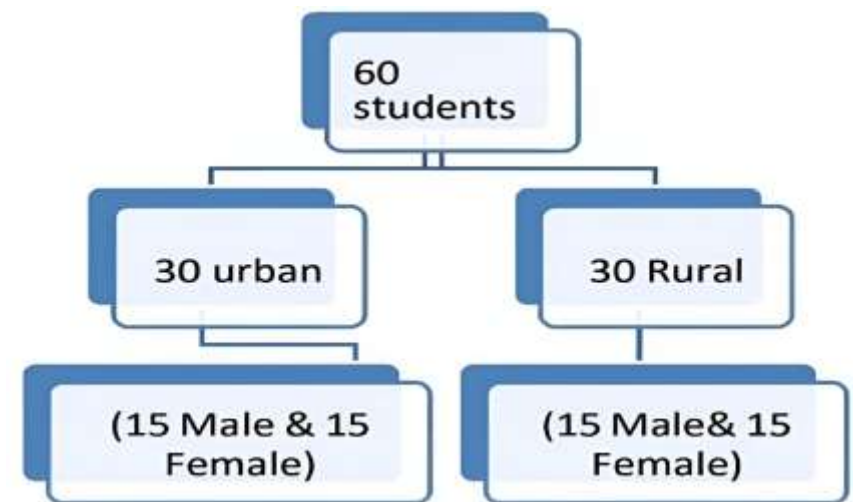 60
students
30 urban
30 Rural
(15 Male & 15
Female)
(15 Male& 15
Female)